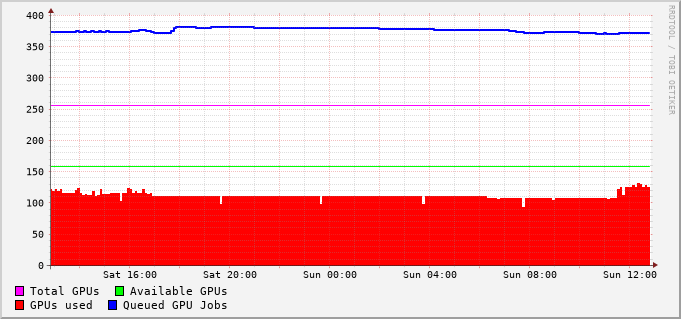 400
350
300
250
200
150
100
50
0
Sat 16:00 Sat 20:00 Sun 00:00 Sun 04:00 Sun 08:00 Sun 12:00
Total GPUs Available GPUs
GPUs used Queued GPU Jobs
RRDTOOL / TOBI OETIKER